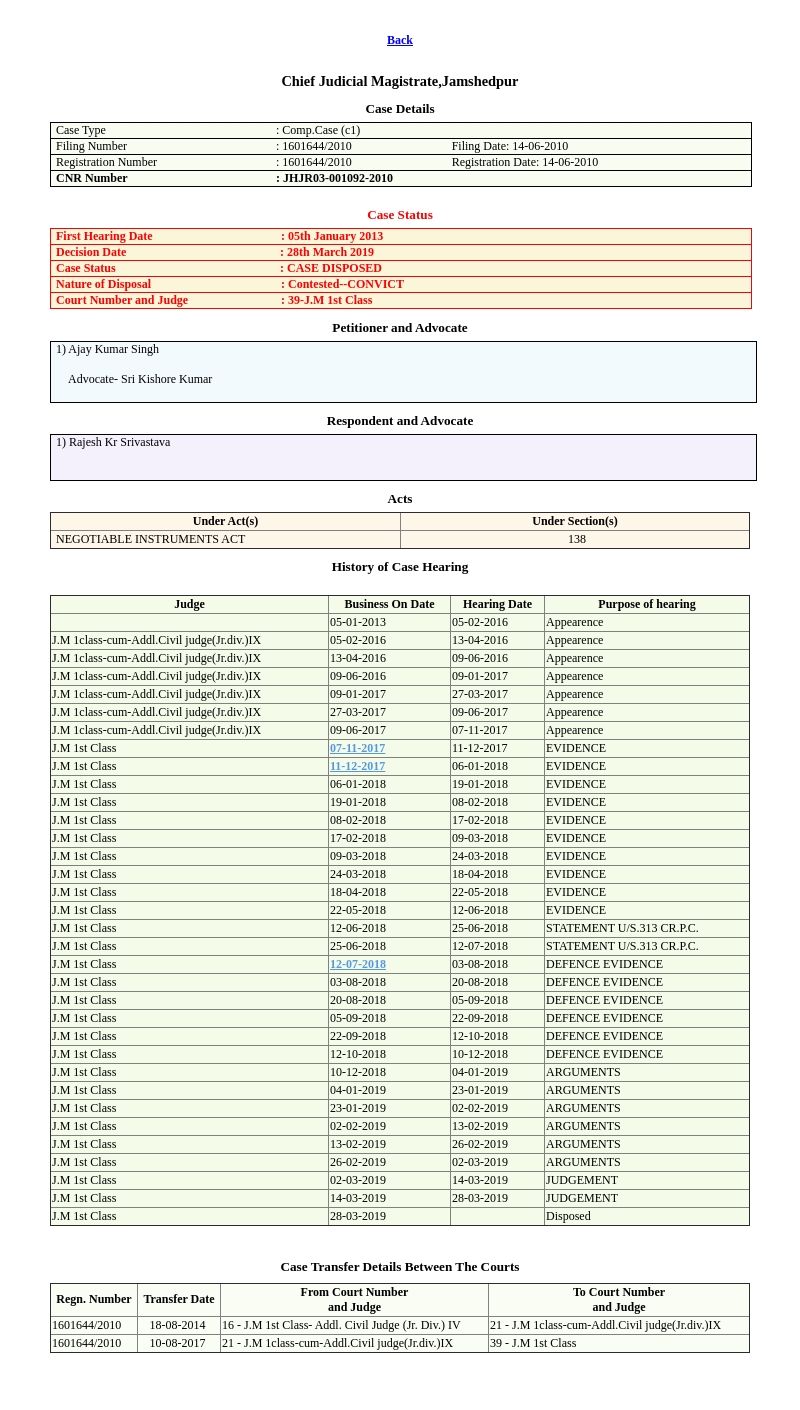 Back
Chief Judicial Magistrate,Jamshedpur
Case Details
Case Type : Comp.Case (c1)
Filing Number : 1601644/2010 Filing Date: 14-06-2010
Registration Number : 1601644/2010 Registration Date: 14-06-2010
CNR Number : JHJR03-001092-2010
Case Status
First Hearing Date : 05th January 2013
Decision Date : 28th March 2019
Case Status : CASE DISPOSED
Nature of Disposal : Contested--CONVICT
Court Number and Judge : 39-J.M 1st Class
Petitioner and Advocate
1) Ajay Kumar Singh
Advocate- Sri Kishore Kumar
Respondent and Advocate
1) Rajesh Kr Srivastava
Acts
Under Act(s) Under Section(s)
NEGOTIABLE INSTRUMENTS ACT 138
History of Case Hearing
Judge Business On Date Hearing Date Purpose of hearing
05-01-2013 05-02-2016 Appearence
J.M 1class-cum-Addl.Civil judge(Jr.div.)IX 05-02-2016 13-04-2016 Appearence
J.M 1class-cum-Addl.Civil judge(Jr.div.)IX 13-04-2016 09-06-2016 Appearence
J.M 1class-cum-Addl.Civil judge(Jr.div.)IX 09-06-2016 09-01-2017 Appearence
J.M 1class-cum-Addl.Civil judge(Jr.div.)IX 09-01-2017 27-03-2017 Appearence
J.M 1class-cum-Addl.Civil judge(Jr.div.)IX 27-03-2017 09-06-2017 Appearence
J.M 1class-cum-Addl.Civil judge(Jr.div.)IX 09-06-2017 07-11-2017 Appearence
J.M 1st Class 07-11-2017 11-12-2017 EVIDENCE
J.M 1st Class 11-12-2017 06-01-2018 EVIDENCE
J.M 1st Class 06-01-2018 19-01-2018 EVIDENCE
J.M 1st Class 19-01-2018 08-02-2018 EVIDENCE
J.M 1st Class 08-02-2018 17-02-2018 EVIDENCE
J.M 1st Class 17-02-2018 09-03-2018 EVIDENCE
J.M 1st Class 09-03-2018 24-03-2018 EVIDENCE
J.M 1st Class 24-03-2018 18-04-2018 EVIDENCE
J.M 1st Class 18-04-2018 22-05-2018 EVIDENCE
J.M 1st Class 22-05-2018 12-06-2018 EVIDENCE
J.M 1st Class 12-06-2018 25-06-2018 STATEMENT U/S.313 CR.P.C.
J.M 1st Class 25-06-2018 12-07-2018 STATEMENT U/S.313 CR.P.C.
J.M 1st Class 12-07-2018 03-08-2018 DEFENCE EVIDENCE
J.M 1st Class 03-08-2018 20-08-2018 DEFENCE EVIDENCE
J.M 1st Class 20-08-2018 05-09-2018 DEFENCE EVIDENCE
J.M 1st Class 05-09-2018 22-09-2018 DEFENCE EVIDENCE
J.M 1st Class 22-09-2018 12-10-2018 DEFENCE EVIDENCE
J.M 1st Class 12-10-2018 10-12-2018 DEFENCE EVIDENCE
J.M 1st Class 10-12-2018 04-01-2019 ARGUMENTS
J.M 1st Class 04-01-2019 23-01-2019 ARGUMENTS
J.M 1st Class 23-01-2019 02-02-2019 ARGUMENTS
J.M 1st Class 02-02-2019 13-02-2019 ARGUMENTS
J.M 1st Class 13-02-2019 26-02-2019 ARGUMENTS
J.M 1st Class 26-02-2019 02-03-2019 ARGUMENTS
J.M 1st Class 02-03-2019 14-03-2019 JUDGEMENT
J.M 1st Class 14-03-2019 28-03-2019 JUDGEMENT
J.M 1st Class 28-03-2019 Disposed
Case Transfer Details Between The Courts
Regn. Number Transfer Date From Court Number and Judge To Court Number and Judge
1601644/2010 18-08-2014 16 - J.M 1st Class- Addl. Civil Judge (Jr. Div.) IV 21 - J.M 1class-cum-Addl.Civil judge(Jr.div.)IX
1601644/2010 10-08-2017 21 - J.M 1class-cum-Addl.Civil judge(Jr.div.)IX 39 - J.M 1st Class